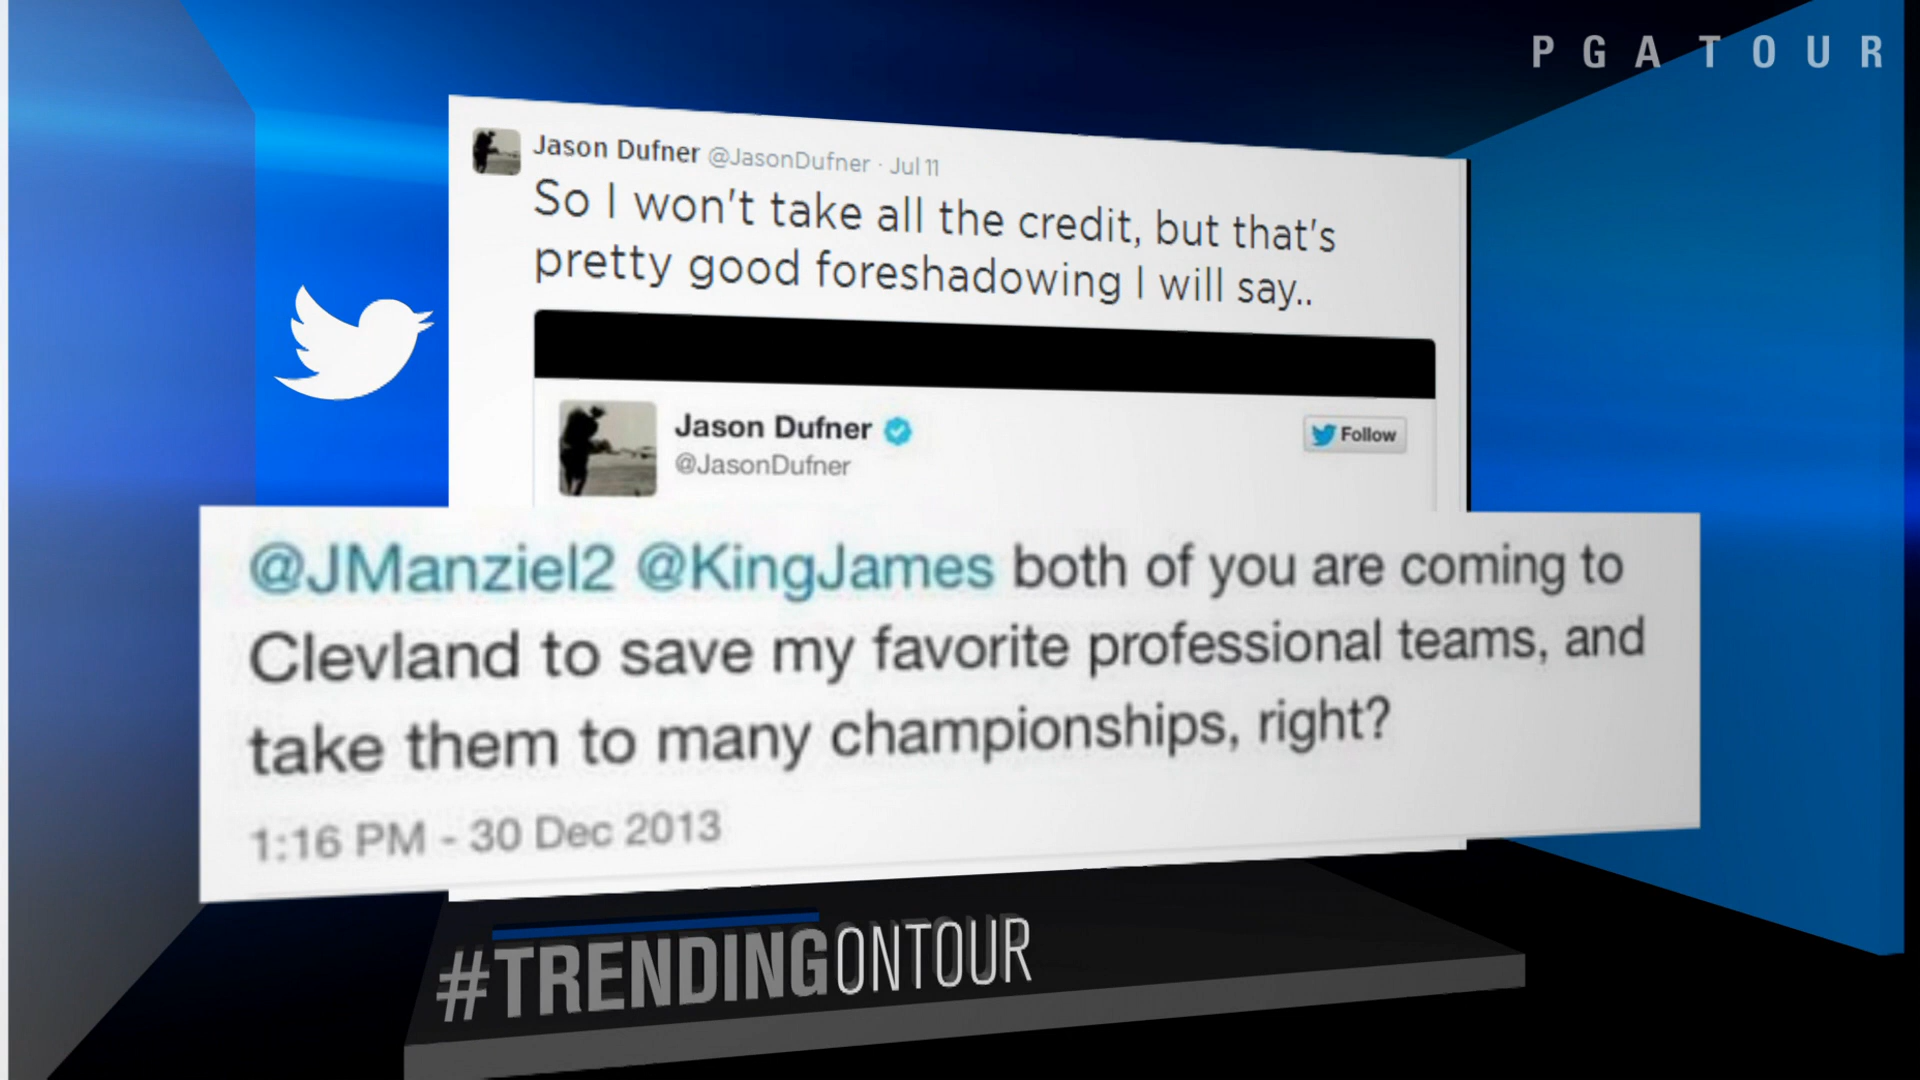 PGA TOUR
Jason Dufner @JasonDufner · Jul 11
So I won't take all the credit, but that's
pretty good foreshadowing I will say..
Jason Dufner
@JasonDufner
Follow
@JManziel2 @KingJames both of you are coming to
Clevland to save my favorite professional teams, and
take them to many championships, right?
1:16 PM - 30 Dec 2013
#TRENDINGONTOUR